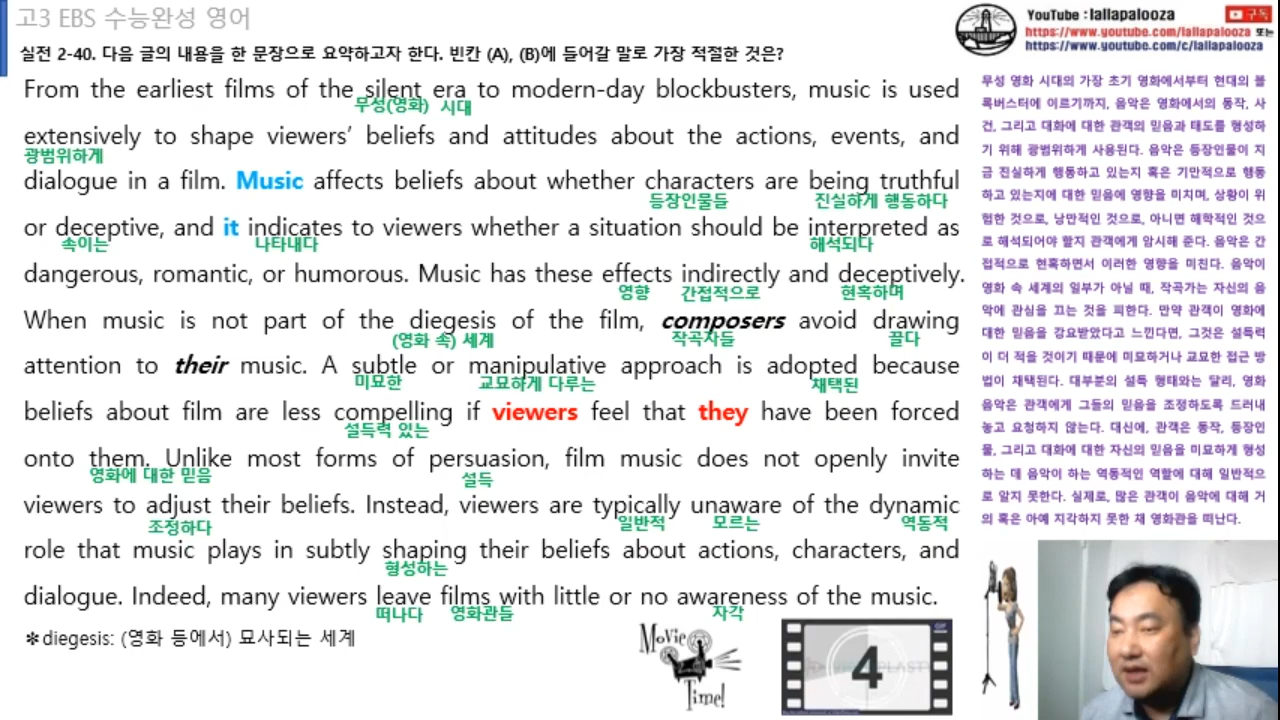 고3 EBS 수능완성 영어
YouTube : lallapalooza
구독
https://www.youtube.com/lallapalooza 또는
https://www.youtube.com/c/lallapalooza
실전 2-40. 다음 글의 내용을 한 문장으로 요약하고자 한다. 빈칸 (A), (B)에 들어갈 말로 가장 적절한 것은?
From the earliest films of the silent era to modern-day blockbusters, music is used
무성(영화) 시대
extensively to shape viewers’ beliefs and attitudes about the actions, events, and
광범위하게
dialogue in a film. Music affects beliefs about whether characters are being truthful
등장인물들 진실하게 행동하다
or deceptive, and it indicates to viewers whether a situation should be interpreted as
속이는 나타내다 해석되다
dangerous, romantic, or humorous. Music has these effects indirectly and deceptively.
영향 간접적으로 현혹하며
When music is not part of the diegesis of the film, composers avoid drawing
(영화 속) 세계 작곡자들 끌다
attention to their music. A subtle or manipulative approach is adopted because
미묘한 교묘하게 다루는 채택된
beliefs about film are less compelling if viewers feel that they have been forced
설득력 있는
onto them. Unlike most forms of persuasion, film music does not openly invite
영화에 대한 믿음 설득
viewers to adjust their beliefs. Instead, viewers are typically unaware of the dynamic
조정하다 일반적 모르는 역동적
role that music plays in subtly shaping their beliefs about actions, characters, and
형성하는
dialogue. Indeed, many viewers leave films with little or no awareness of the music.
떠나다 영화관들 자각
✻diegesis: (영화 등에서) 묘사되는 세계
무성 영화 시대의 가장 초기 영화에서부터 현대의 블
록버스터에 이르기까지, 음악은 영화에서의 동작, 사
건, 그리고 대화에 대한 관객의 믿음과 태도를 형성하
기 위해 광범위하게 사용된다. 음악은 등장인물이 지
금 진실하게 행동하고 있는지 혹은 기만적으로 행동
하고 있는지에 대한 믿음에 영향을 미치며, 상황이 위
험한 것으로, 낭만적인 것으로, 아니면 해학적인 것으
로 해석되어야 할지 관객에게 암시해 준다. 음악은 간
접적으로 현혹하면서 이러한 영향을 미친다. 음악이
영화 속 세계의 일부가 아닐 때, 작곡가는 자신의 음
악에 관심을 끄는 것을 피한다. 만약 관객이 영화에
대한 믿음을 강요받았다고 느낀다면, 그것은 설득력
이 더 적을 것이기 때문에 미묘하거나 교묘한 접근 방
법이 채택된다. 대부분의 설득 형태와는 달리, 영화
음악은 관객에게 그들의 믿음을 조정하도록 드러내
놓고 요청하지 않는다. 대신에, 관객은 동작, 등장인
물, 그리고 대화에 대한 자신의 믿음을 미묘하게 형성
하는 데 음악이 하는 역동적인 역할에 대해 일반적으
로 알지 못한다. 실제로, 많은 관객이 음악에 대해 거
의 혹은 아예 지각하지 못한 채 영화관을 떠난다.
Movie
Time!
4